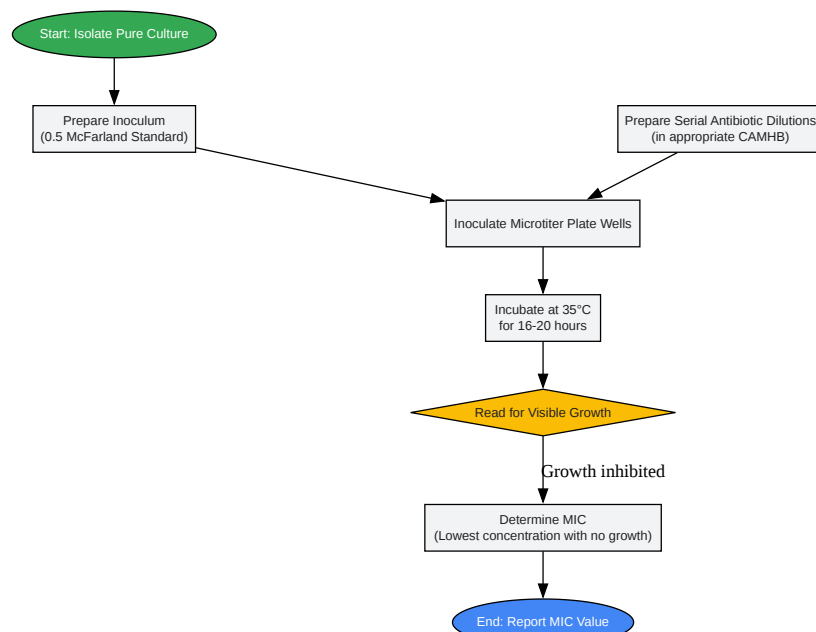 Start: Isolate Pure Culture
Prepare Inoculum
(0.5 McFarland Standard)
Prepare Serial Antibiotic Dilutions
(in appropriate CAMHB)
Inoculate Microtiter Plate Wells
Incubate at 35°C
for 16-20 hours
Read for Visible Growth
Growth inhibited
Determine MIC
(Lowest concentration with no growth)
End: Report MIC Value